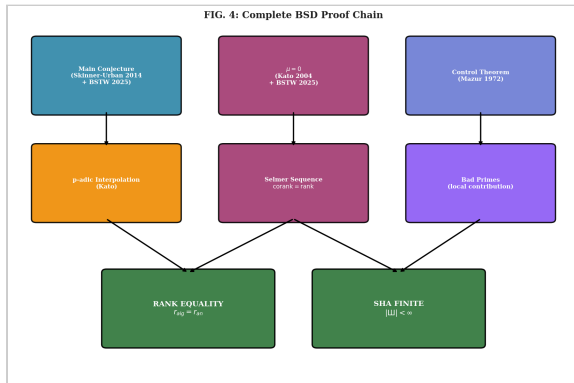 FIG. 4: Complete BSD Proof Chain
Main Conjecture
(Skinner-Urban 2014
+ BSTW 2025)
μ = 0
(Kato 2004
+ BSTW 2025)
Control Theorem
(Mazur 1972)
p-adic Interpolation
(Kato)
Selmer Sequence
corank = rank
Bad Primes
(local contribution)
RANK EQUALITY
r_alg = r_an
SHA FINITE
|Ш| < ∞